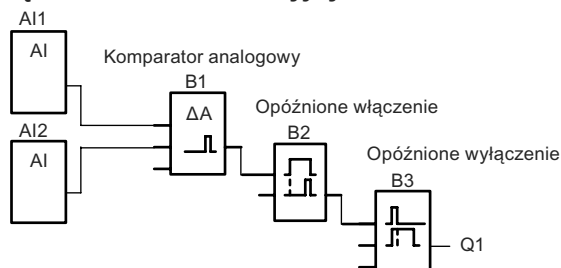 AI1
AI
Komparator analogowy
B1
ΔA
AI2
AI
Opóźnione włączenie
B2
Opóźnione wyłączenie
B3
Q1